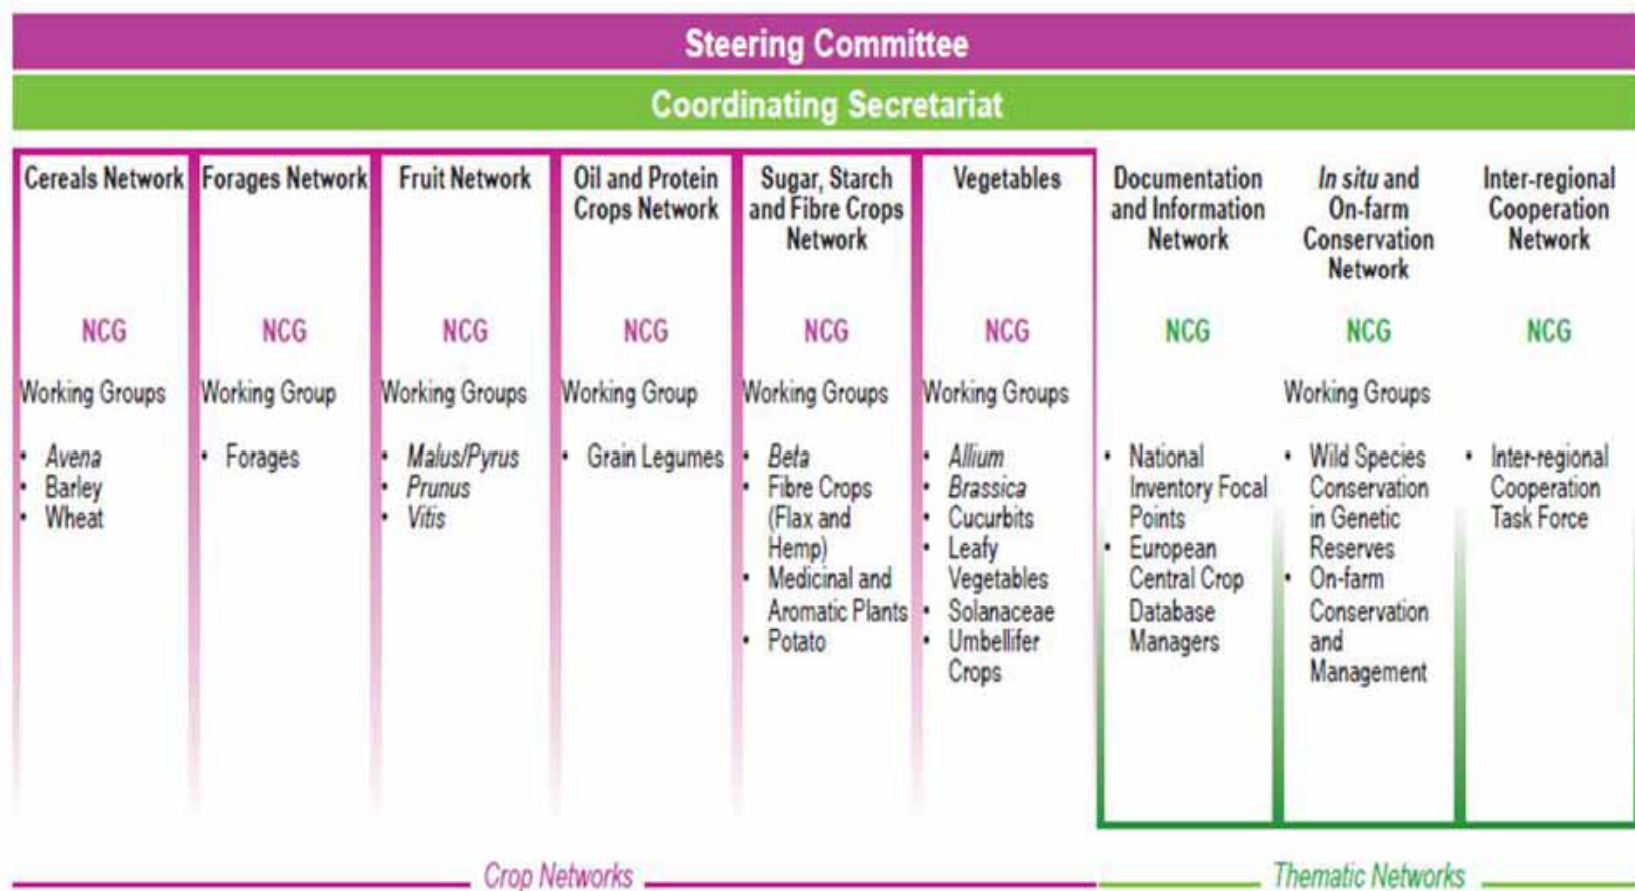 Steering Committee
Coordinating Secretariat
Cereals Network
NCG
Working Groups
• Avena
• Barley
• Wheat
Forages Network
NCG
Working Group
• Forages
Fruit Network
NCG
Working Groups
• Malus/Pyrus
• Prunus
• Vitis
Oil and Protein
Crops Network
NCG
Working Group
• Grain Legumes
Sugar, Starch
and Fibre Crops
Network
NCG
Working Groups
• Beta
• Fibre Crops
(Flax and
Hemp)
• Medicinal and
Aromatic Plants
• Potato
Vegetables
NCG
Working Groups
• Allium
• Brassica
• Cucurbits
• Leafy
Vegetables
• Solanaceae
• Umbellifer
Crops
Documentation
and Information
Network
NCG
• National
Inventory Focal
Points
• European
Central Crop
Database
Managers
In situ and
On-farm
Conservation
Network
NCG
Working Groups
• Wild Species
Conservation
in Genetic
Reserves
• On-farm
Conservation
and
Management
Inter-regional
Cooperation
Network
NCG
• Inter-regional
Cooperation
Task Force
Crop Networks
Thematic Networks